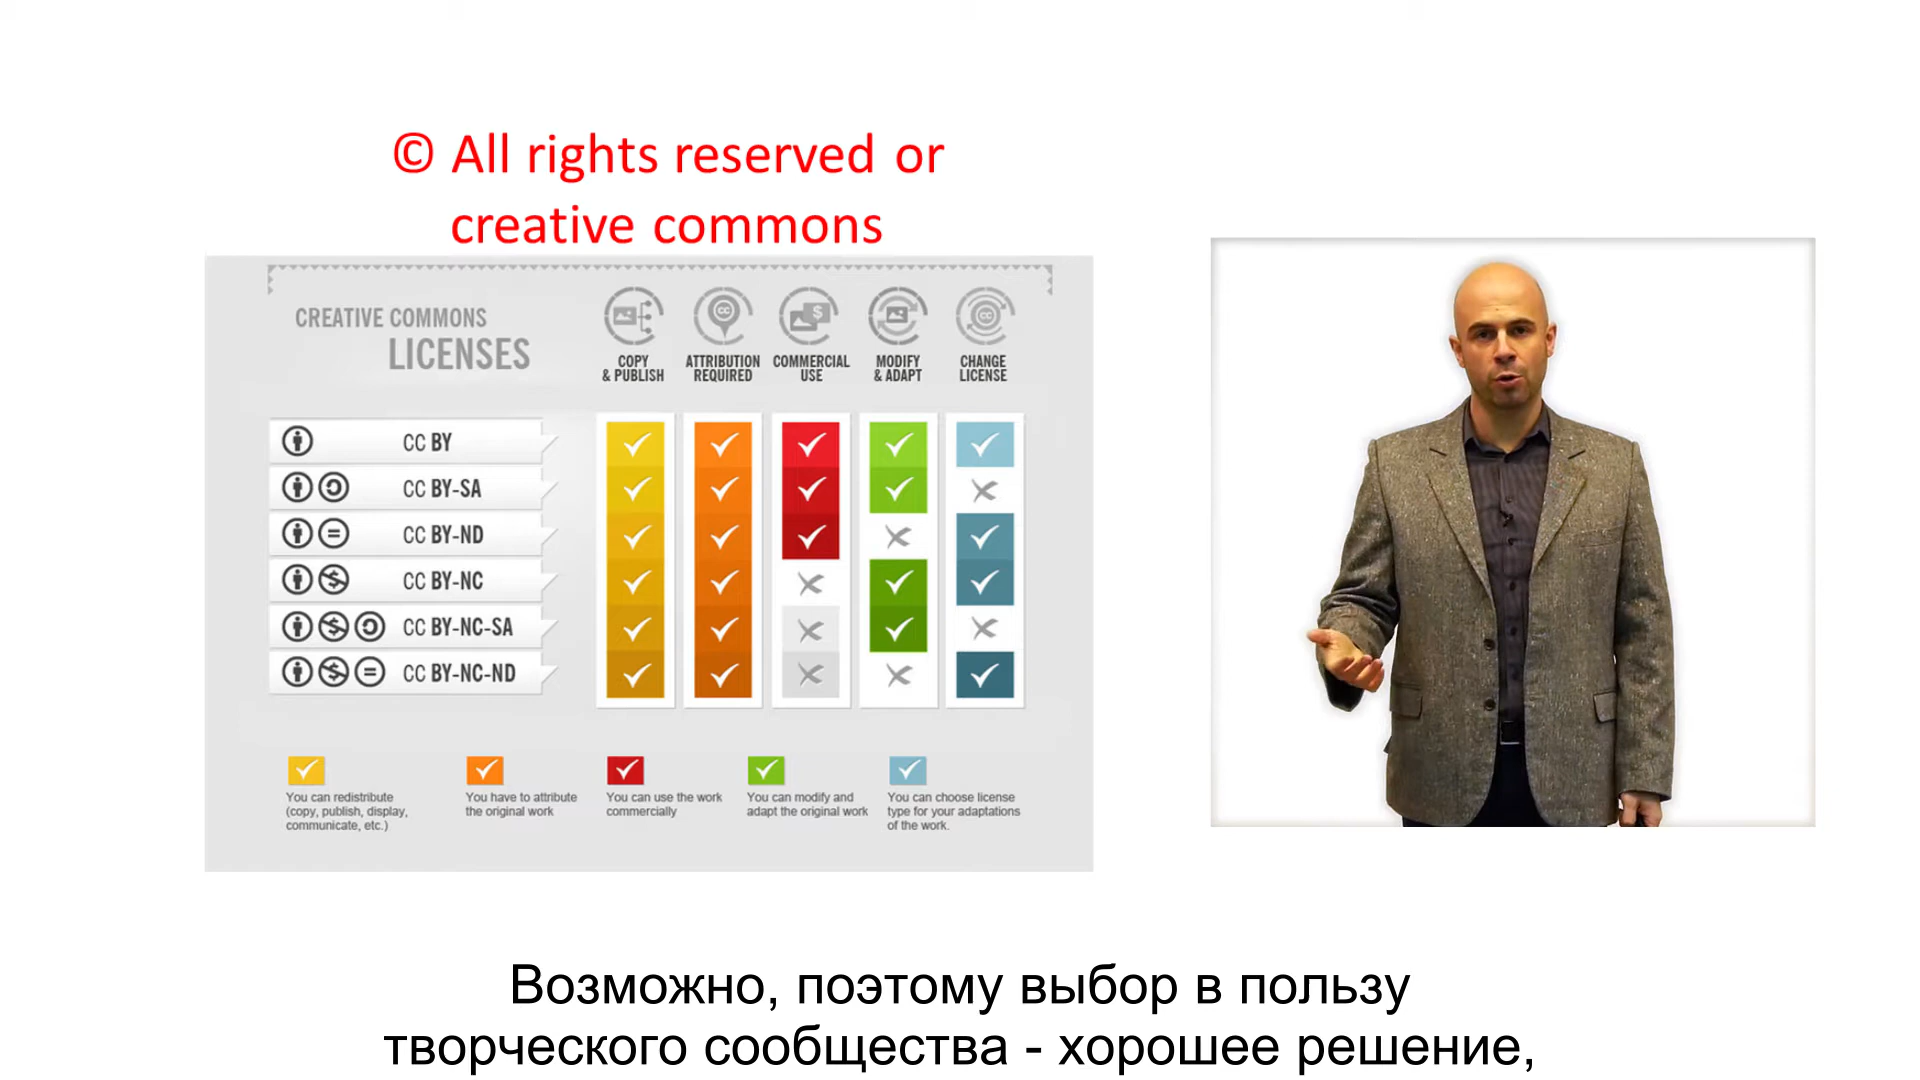 © All rights reserved or
creative commons
CREATIVE COMMONS
LICENSES
COPY
& PUBLISH
ATTRIBUTION
REQUIRED
COMMERCIAL
USE
MODIFY
& ADAPT
CHANGE
LICENSE
CC BY
CC BY-SA
CC BY-ND
CC BY-NC
CC BY-NC-SA
CC BY-NC-ND
You can redistribute
(copy, publish, display,
communicate, etc.)
You have to attribute
the original work
You can use the work
commercially
You can modify and
adapt the original work
You can choose license
type for your adaptations
of the work.
Возможно, поэтому выбор в пользу
творческого сообщества - хорошее решение,